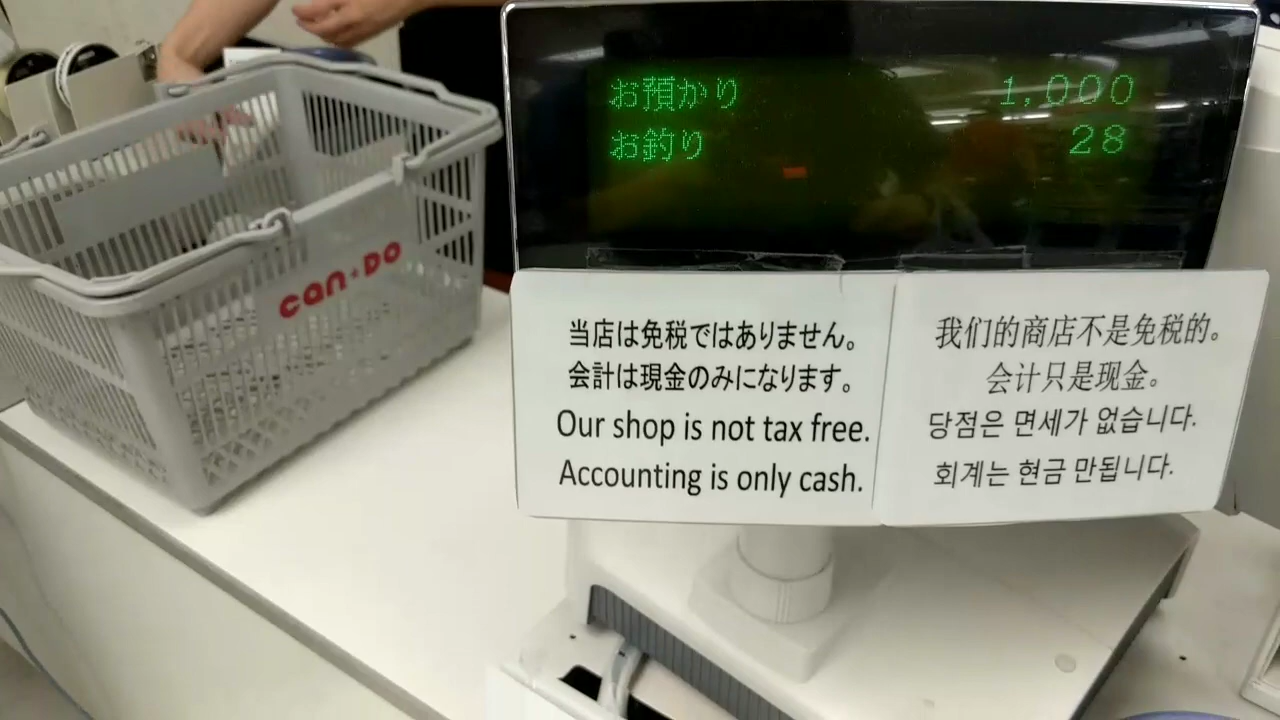 お預かり 1,000
お釣り 28
can★DO
当店は免税ではありません。
会計は現金のみになります。
Our shop is not tax free.
Accounting is only cash.
我们的商店不是免税的。
会计只是现金。
당점은 면세가 없습니다.
회계는 현금 만됩니다.